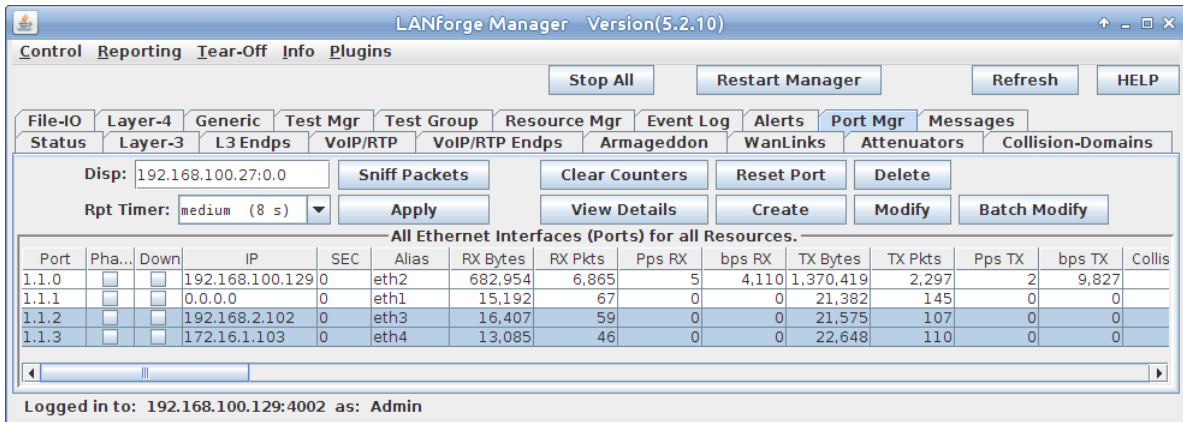 LANforge Manager Version(5.2.10)
Control Reporting Tear-Off Info Plugins
Stop All Restart Manager Refresh HELP
File-IO Layer-4 Generic Test Mgr Test Group Resource Mgr Event Log Alerts Port Mgr Messages
Status Layer-3 L3 Endps VoIP/RTP VoIP/RTP Endps Armageddon WanLinks Attenuators Collision-Domains
Disp: 192.168.100.27:0.0 Sniff Packets Clear Counters Reset Port Delete
Rpt Timer: medium (8 s) Apply View Details Create Modify Batch Modify
All Ethernet Interfaces (Ports) for all Resources.
Port Pha... Down IP SEC Alias RX Bytes RX Pkts Pps RX bps RX TX Bytes TX Pkts Pps TX bps TX Collis
1.1.0 192.168.100.129 0 eth2 682,954 6,865 5 4,110 1,370,419 2,297 2 9,827
1.1.1 0.0.0.0 0 eth1 15,192 67 0 0 21,382 145 0 0
1.1.2 192.168.2.102 0 eth3 16,407 59 0 0 21,575 107 0 0
1.1.3 172.16.1.103 0 eth4 13,085 46 0 0 22,648 110 0 0
Logged in to: 192.168.100.129:4002 as: Admin